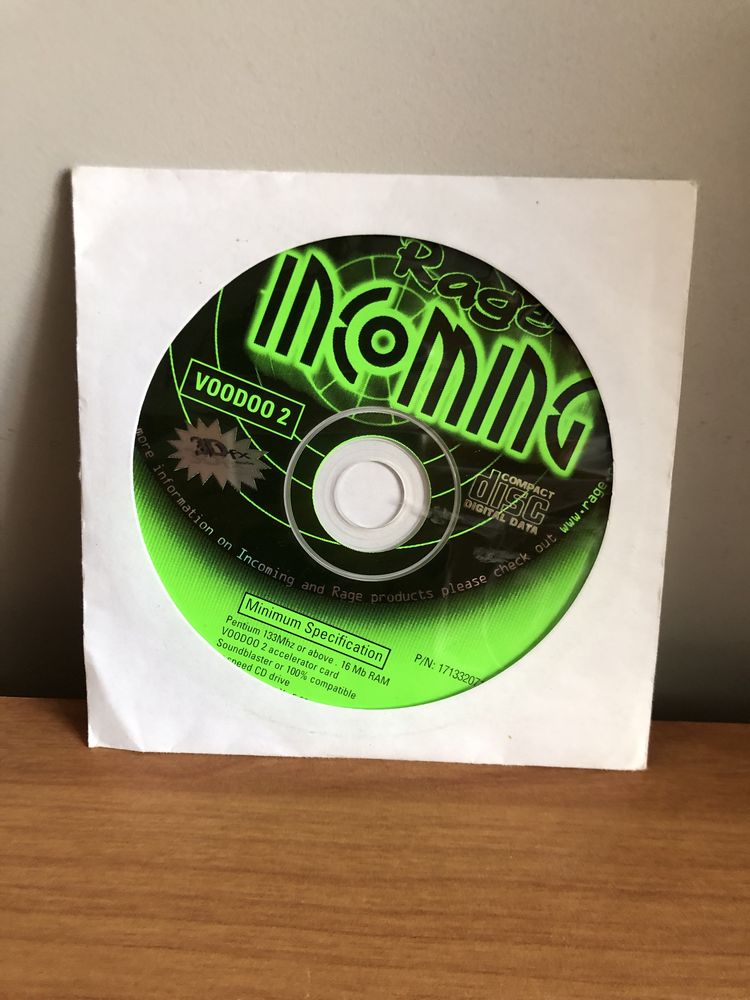 Rage
INCOMING
VOODOO 2
3Dfx
COMPACT
disc
DIGITAL DATA
more information on Incoming and Rage products please check out www.rage
Minimum Specification
Pentium 133Mhz or above. 16 Mb RAM
VOODOO 2 accelerator card
Soundblaster or 100% compatible
speed CD drive
P/N: 17133207